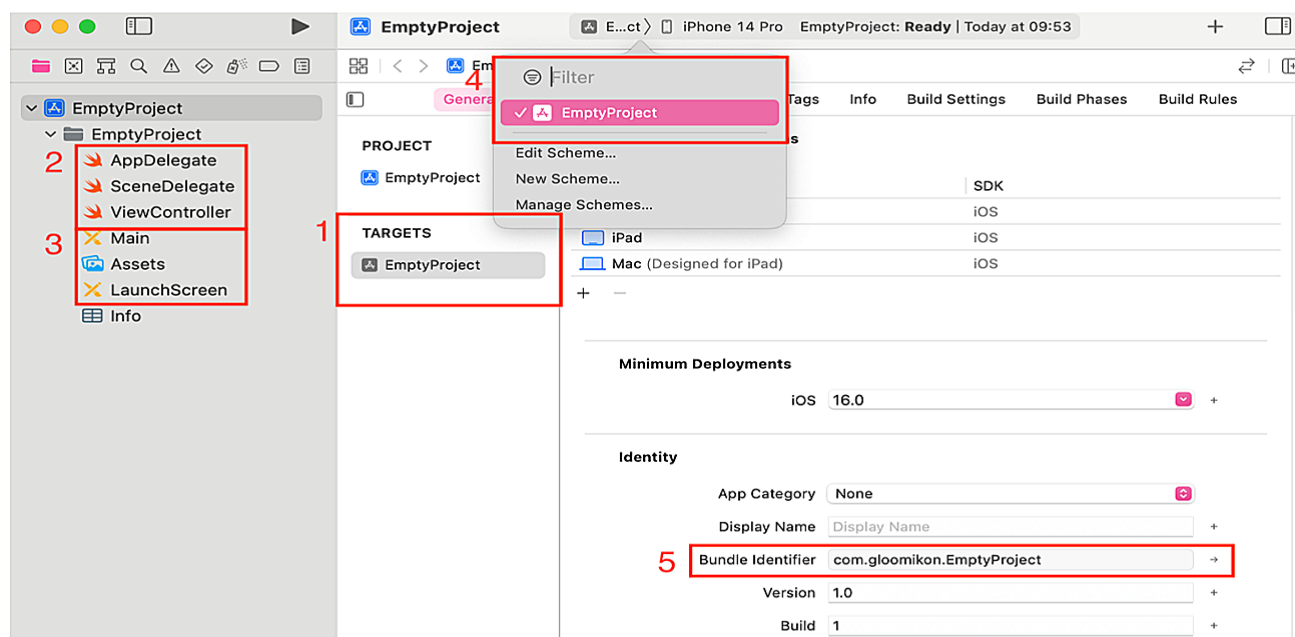 EmptyProject
E...ct 〉 iPhone 14 Pro EmptyProject: Ready | Today at 09:53
Em
4
Filter
EmptyProject
Edit Scheme...
New Scheme...
Manage Schemes...
Genera
Tags Info Build Settings Build Phases Build Rules
EmptyProject
EmptyProject
2
AppDelegate
SceneDelegate
ViewController
3
Main
Assets
LaunchScreen
Info
PROJECT
EmptyProject
1
TARGETS
EmptyProject
s
SDK
iOS
iPad iOS
Mac (Designed for iPad) iOS
+ −
Minimum Deployments
iOS 16.0 +
Identity
App Category None
Display Name Display Name +
5
Bundle Identifier com.gloomikon.EmptyProject →
Version 1.0 +
Build 1 +